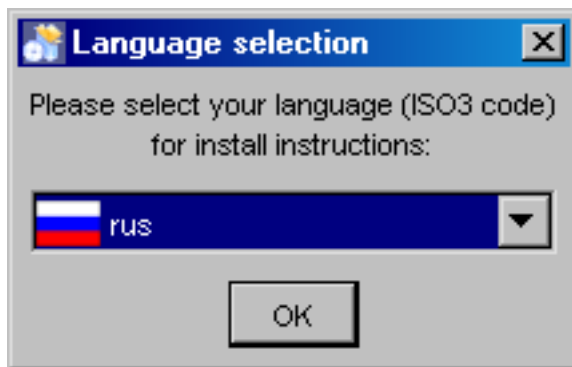 Language selection
Please select your language (ISO3 code)
for install instructions:
rus
OK